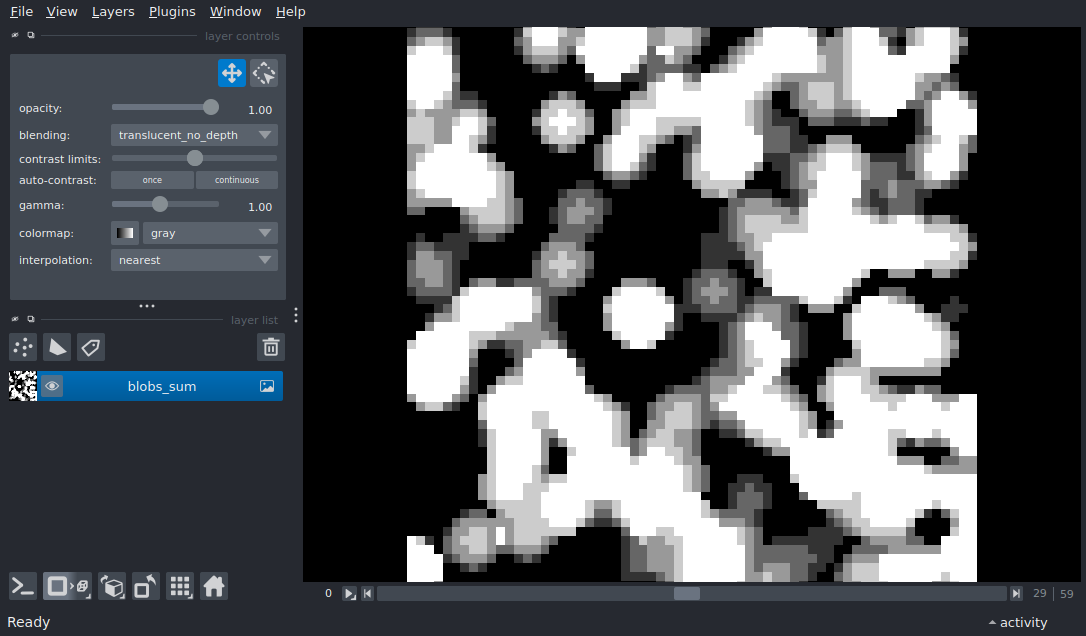 File View Layers Plugins Window Help
layer controls
opacity: 1.00
blending: translucent_no_depth
contrast limits:
auto-contrast: once continuous
gamma: 1.00
colormap: gray
interpolation: nearest
layer list
blobs_sum
0 29 59
Ready activity